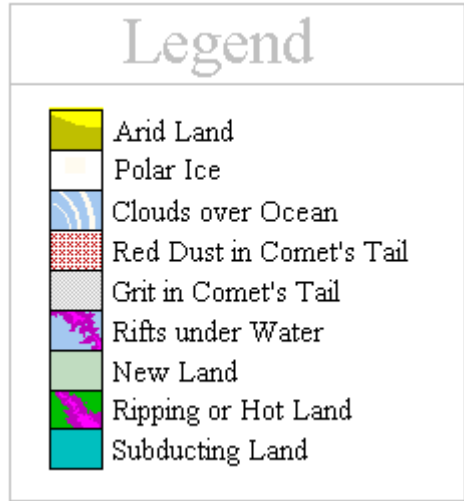 Legend
Arid Land
Polar Ice
Clouds over Ocean
Red Dust in Comet's Tail
Grit in Comet's Tail
Rifts under Water
New Land
Ripping or Hot Land
Subducting Land